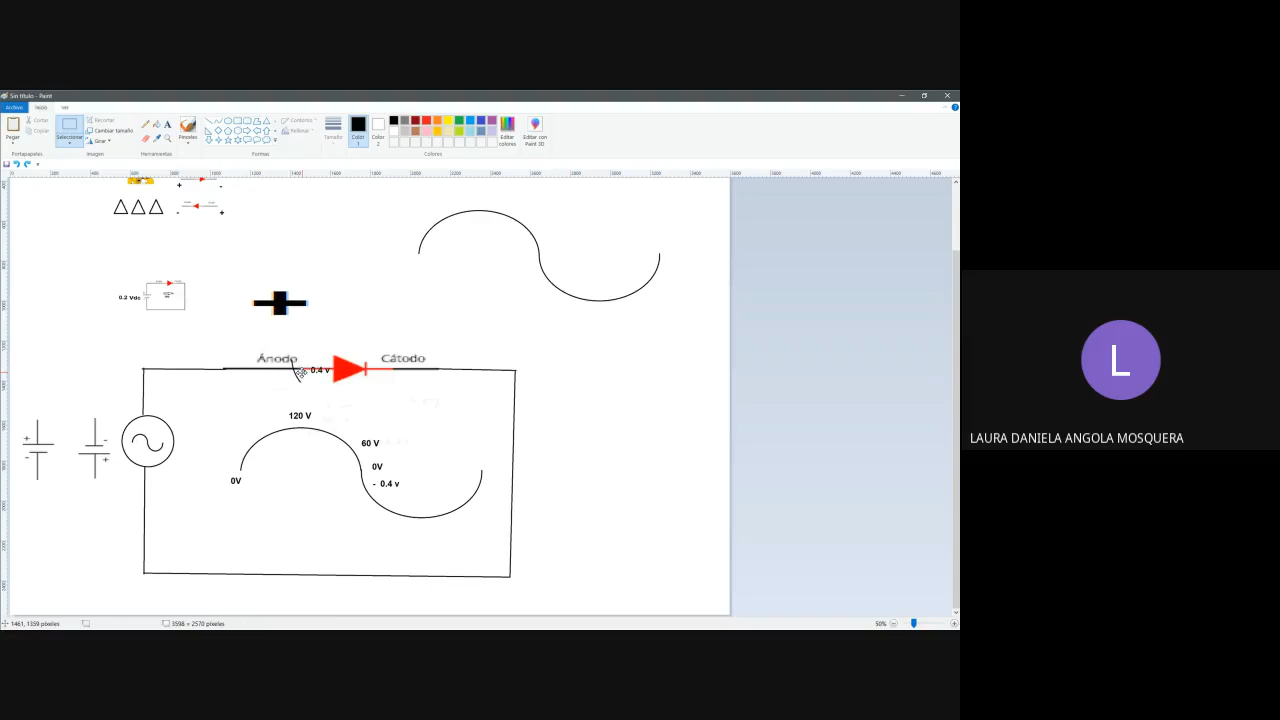 Sin título - Paint
Archivo Inicio Ver
Pegar
Cortar
Copiar
Portapapeles
Seleccionar
Recortar
Cambiar tamaño
Girar
Imagen
A
Herramientas
Pinceles
Formas
Contorno
Rellenar
Tamaño
Color 1
Color 2
Colores
Editar colores
Editar con Paint 3D
+ -
- +
0.2 Vdc
Ánodo
Cátodo
0.4 v
120 V
60 V
0V
- 0.4 v
0V
+ -
- +
L
LAURA DANIELA ANGOLA MOSQUERA
1461, 1359 píxeles
3598 × 2570 píxeles
50%